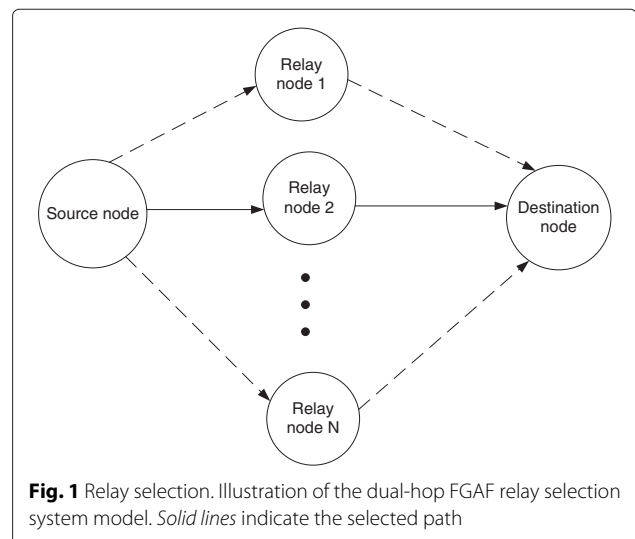 Relay
node 1
Source node
Relay
node 2
Destination
node
Relay
node N
Fig. 1 Relay selection. Illustration of the dual-hop FGAF relay selection
system model. Solid lines indicate the selected path